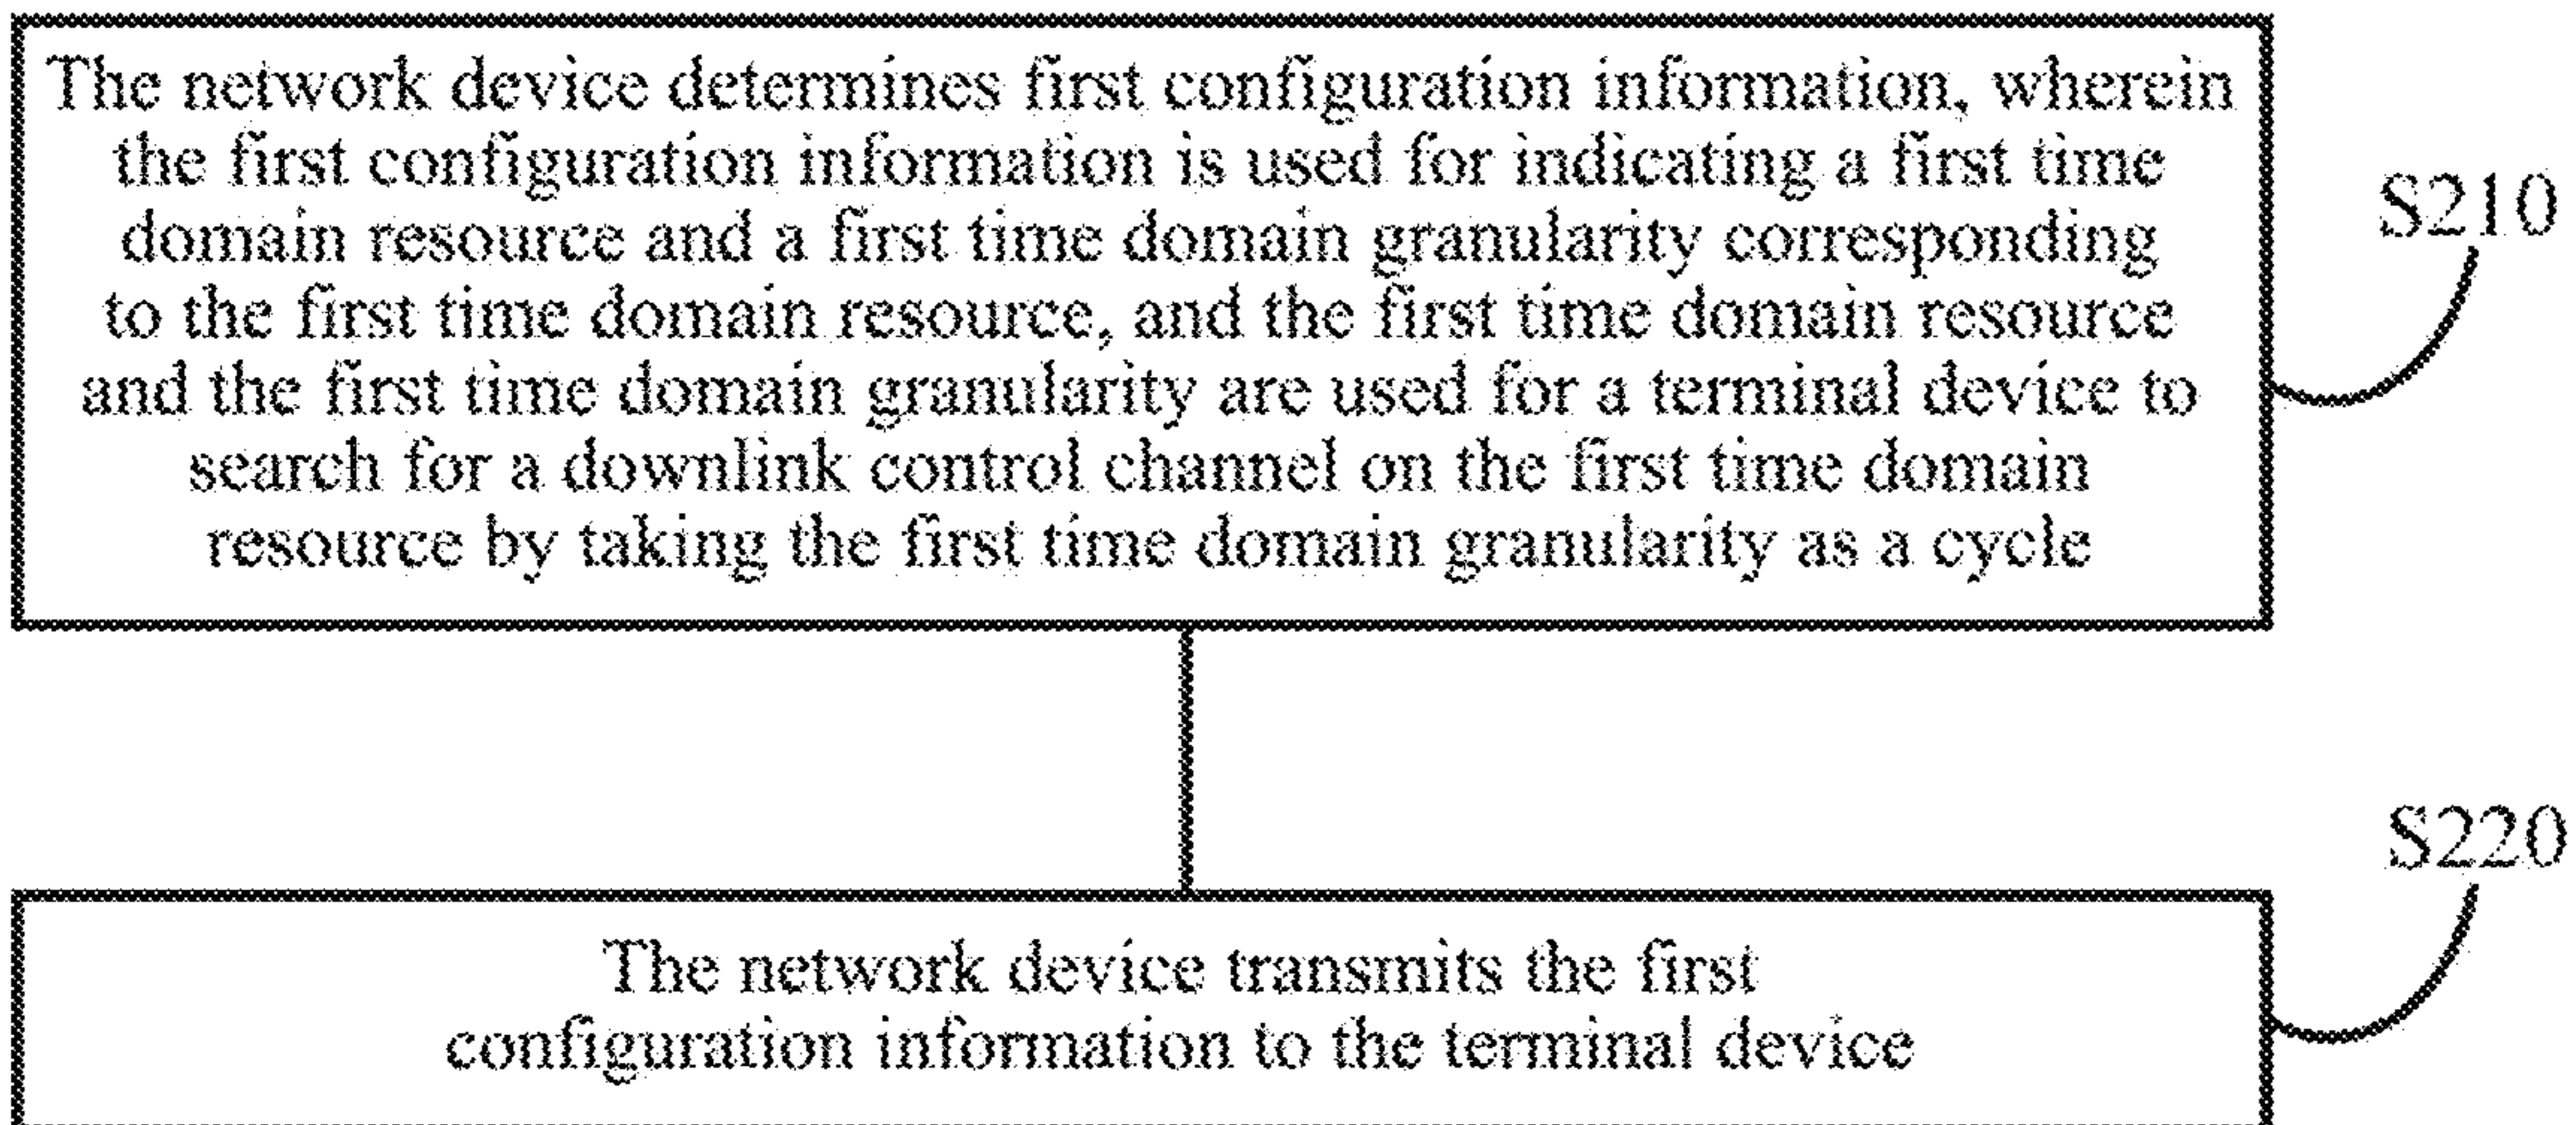 The network device determines first configuration information, wherein
the first configuration information is used for indicating a first time
domain resource and a first time domain granularity corresponding
to the first time domain resource, and the first time domain resource
and the first time domain granularity are used for a terminal device to
search for a downlink control channel on the first time domain
resource by taking the first time domain granularity as a cycle
S210
S220
The network device transmits the first
configuration information to the terminal device